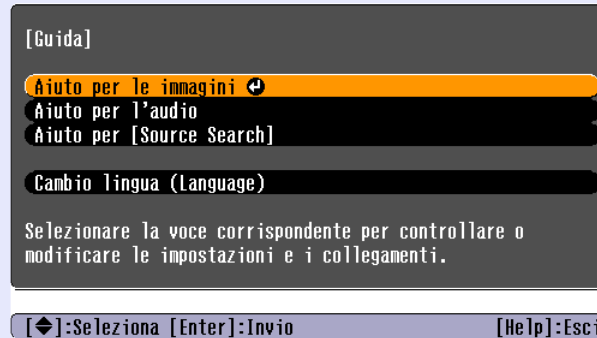 [Guida]
Aiuto per le immagini
Aiuto per l'audio
Aiuto per [Source Search]
Cambio lingua (Language)
Selezionare la voce corrispondente per controllare o
modificare le impostazioni e i collegamenti.
[◆]:Seleziona [Enter]:Invio [Help]:Esci